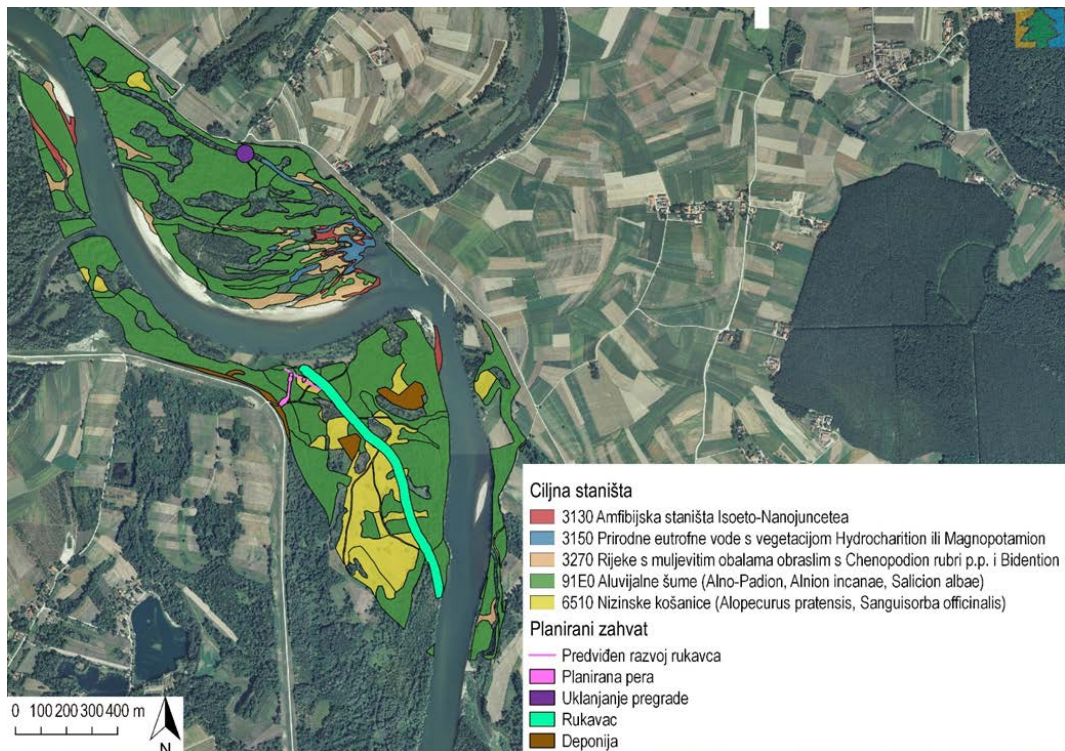 Ciljna staništa
3130 Amfibijska staništa Isoeto-Nanojuncetea
3150 Prirodne eutrofne vode s vegetacijom Hydrocharition ili Magnopotamion
3270 Rijeke s muljevitim obalama obraslim s Chenopodion rubri p.p. i Bidention
91E0 Aluvijalne šume (Alno-Padion, Alnion incanae, Salicion albae)
6510 Nizinske košanice (Alopecurus pratensis, Sanguisorba officinalis)
Planirani zahvat
Predviđen razvoj rukavca
Planirana pera
Uklanjanje pregrade
Rukavac
Deponija
0 100 200 300 400 m
N